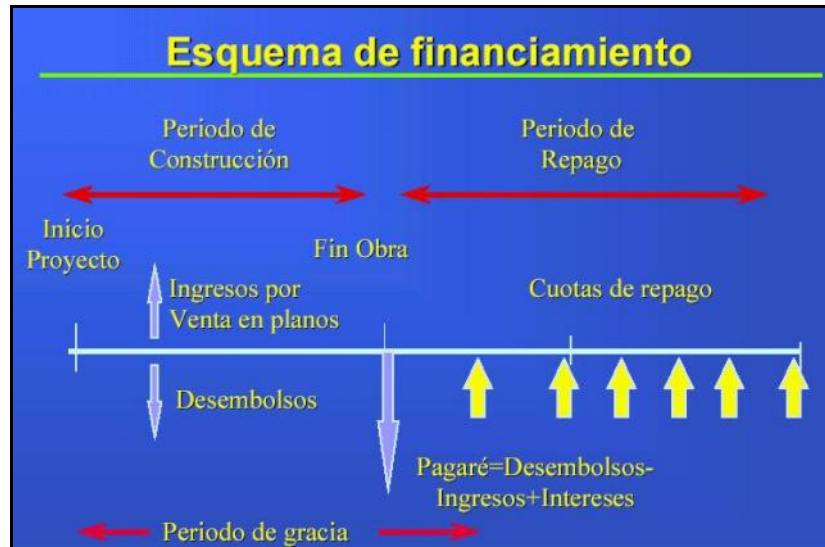 Esquema de financiamiento
Periodo de
Construcción
Periodo de
Repago
Inicio
Proyecto
Fin Obra
Ingresos por
Venta en planos
Cuotas de repago
Desembolsos
Pagaré=Desembolsos-
Ingresos+Intereses
Periodo de gracia